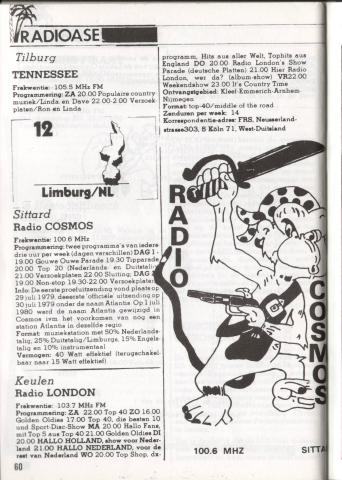 RADIOASE
Tilburg
TENNESSEE
Frekwentie: 105.5 MHz FM
Programmering: ZA 20.00 Populaire country
muziek/Linda en Dave 22.00-2.00 Verzoek
platen/Ron en Linda
12
Limburg/NL
Sittard
Radio COSMOS
Frekwentie: 100.6 MHz
Programmering: twee programma's van iedere
drie uur per week (dagen verschillen) DAG 1-
19.00 Gouwe Ouwe Parade 19.30 Tipparade
20.00 Top 20 (Nederlands- en Duitstalig
21.00 Verzoekplaten 22.00 Sluiting; DAG 2
19.00 Non-stop 19.30-22.00 Verzoekplaten
Info: De eerste proefuitzending vond plaats op
29 juli 1979, de eerste 'officiële uitzending op
30 juli 1979 onder de naam Atlantis Op 1 juli
1980 werd de naam Atlantis gewijzigd in
Cosmos ivm het voorkomen van nog een
station Atlantis in dezelfde regio
Format: muziekstation met 50% Nederlands-
talig, 25% Duitstalig/Limburgs, 15% Engels-
talig en 10% instrumentaal
Vermogen: 40 Watt effektief (terugschakel-
baar naar 15 Watt effektief)
Keulen
Radio LONDON
Frekwentie: 103.7 MHz FM
Programmering: ZA 22.00 Top 40 ZO 16.00
Golden Oldies 17.00 Top 40, die besten 10
und Sport-Disc-Show MA 20.00 Hallo Fans,
mit Top 5 aus Top 40 21.00 Golden Oldies DI
20.00 HALLO HOLLAND, show voor Neder-
land 21.00 HALLO NEDERLAND, voor de
rest van Nederland WO 20.00 Top Shop, dx-
60
programm, Hits aus aller Welt, Tophits aus
England DO 20.00 Radio London's Show
Parade (deutsche Platten) 21.00 Hier Radio
London, wer da? (album-show) VR 22.00
Weekendshow 23.00 It's Country Time
Ontvangstgebied: Kleef-Emmerich-Arnhem-
Nijmegen
Format: top-40/middle of the road
Zenduren per week: 14
Korrespondentie-adres: FRS, Neusserland-
strasse 303, 5 Köln 71, West-Duitsland
RADIO
COSMOS
100.6 MHZ
SITTA